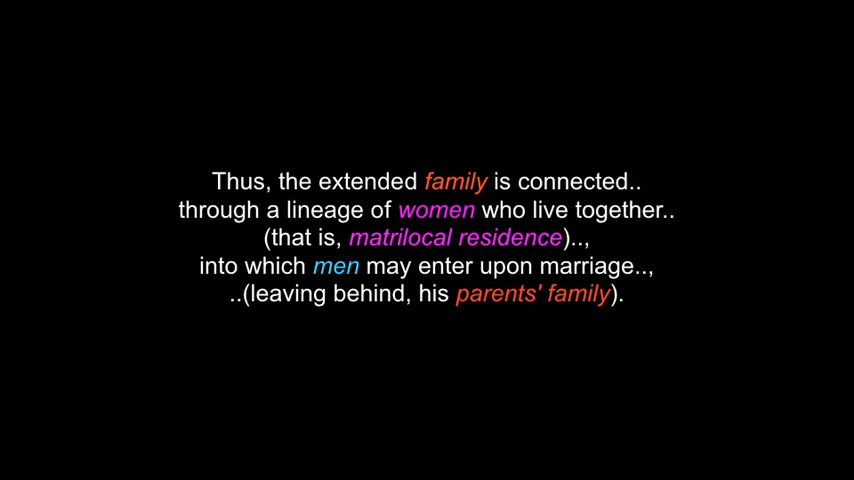 Thus, the extended family is connected..
through a lineage of women who live together..
(that is, matrilocal residence)..,
into which men may enter upon marriage..,
..(leaving behind, his parents' family).